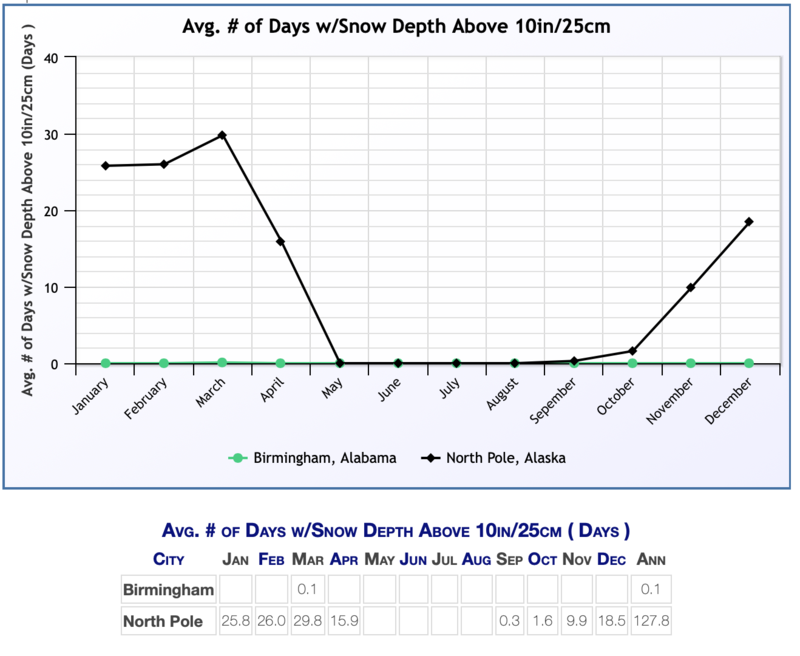 Avg. # of Days w/Snow Depth Above 10in/25cm
Avg. # of Days w/Snow Depth Above 10in/25cm (Days )
40
30
20
10
0
January February March April May June July August Sepember October November December
Birmingham, Alabama North Pole, Alaska
Avg. # of Days w/Snow Depth Above 10in/25cm ( Days )
City Jan Feb Mar Apr May Jun Jul Aug Sep Oct Nov Dec Ann
Birmingham 0.1 0.1
North Pole 25.8 26.0 29.8 15.9 0.3 1.6 9.9 18.5 127.8